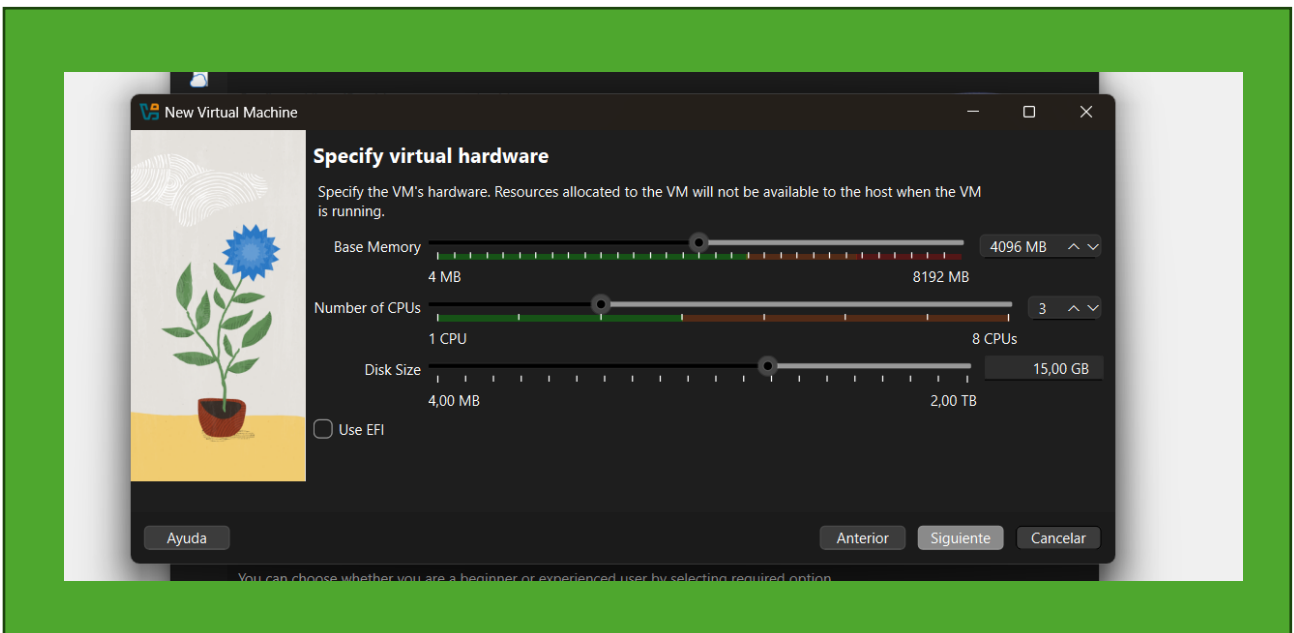 New Virtual Machine
Specify virtual hardware
Specify the VM's hardware. Resources allocated to the VM will not be available to the host when the VM
is running.
Base Memory
4096 MB
4 MB
8192 MB
Number of CPUs
3
1 CPU
8 CPUs
Disk Size
15,00 GB
4,00 MB
2,00 TB
Use EFI
Ayuda
Anterior
Siguiente
Cancelar
You can choose whether you are a beginner or experienced user by selecting required option